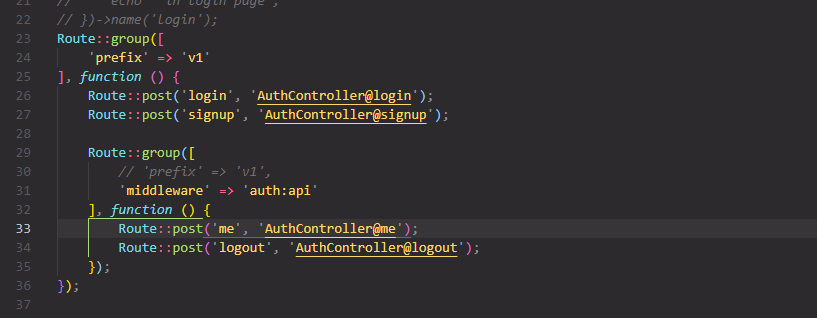 21 // echo "in login page";
22 // })->name('login');
23 Route::group([
24     'prefix' => 'v1'
25 ], function () {
26     Route::post('login', 'AuthController@login');
27     Route::post('signup', 'AuthController@signup');
28
29     Route::group([
30         // 'prefix' => 'v1',
31         'middleware' => 'auth:api'
32     ], function () {
33         Route::post('me', 'AuthController@me');
34         Route::post('logout', 'AuthController@logout');
35     });
36 });
37